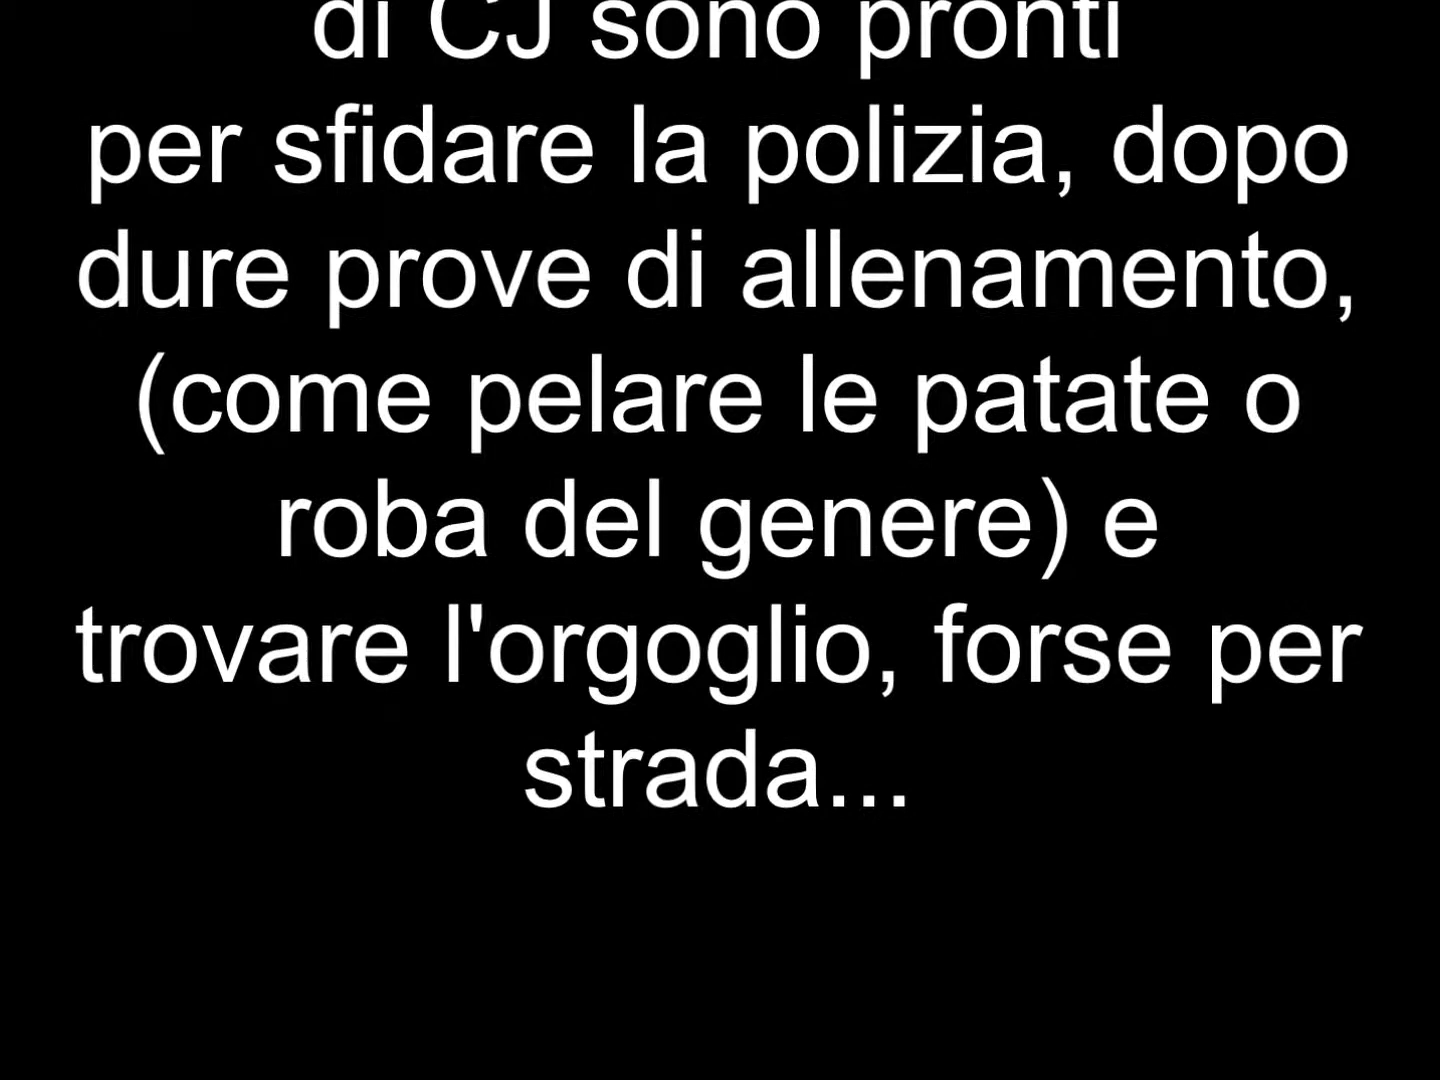 di CJ sono pronti
per sfidare la polizia, dopo
dure prove di allenamento,
(come pelare le patate o
roba del genere) e
trovare l'orgoglio, forse per
strada...